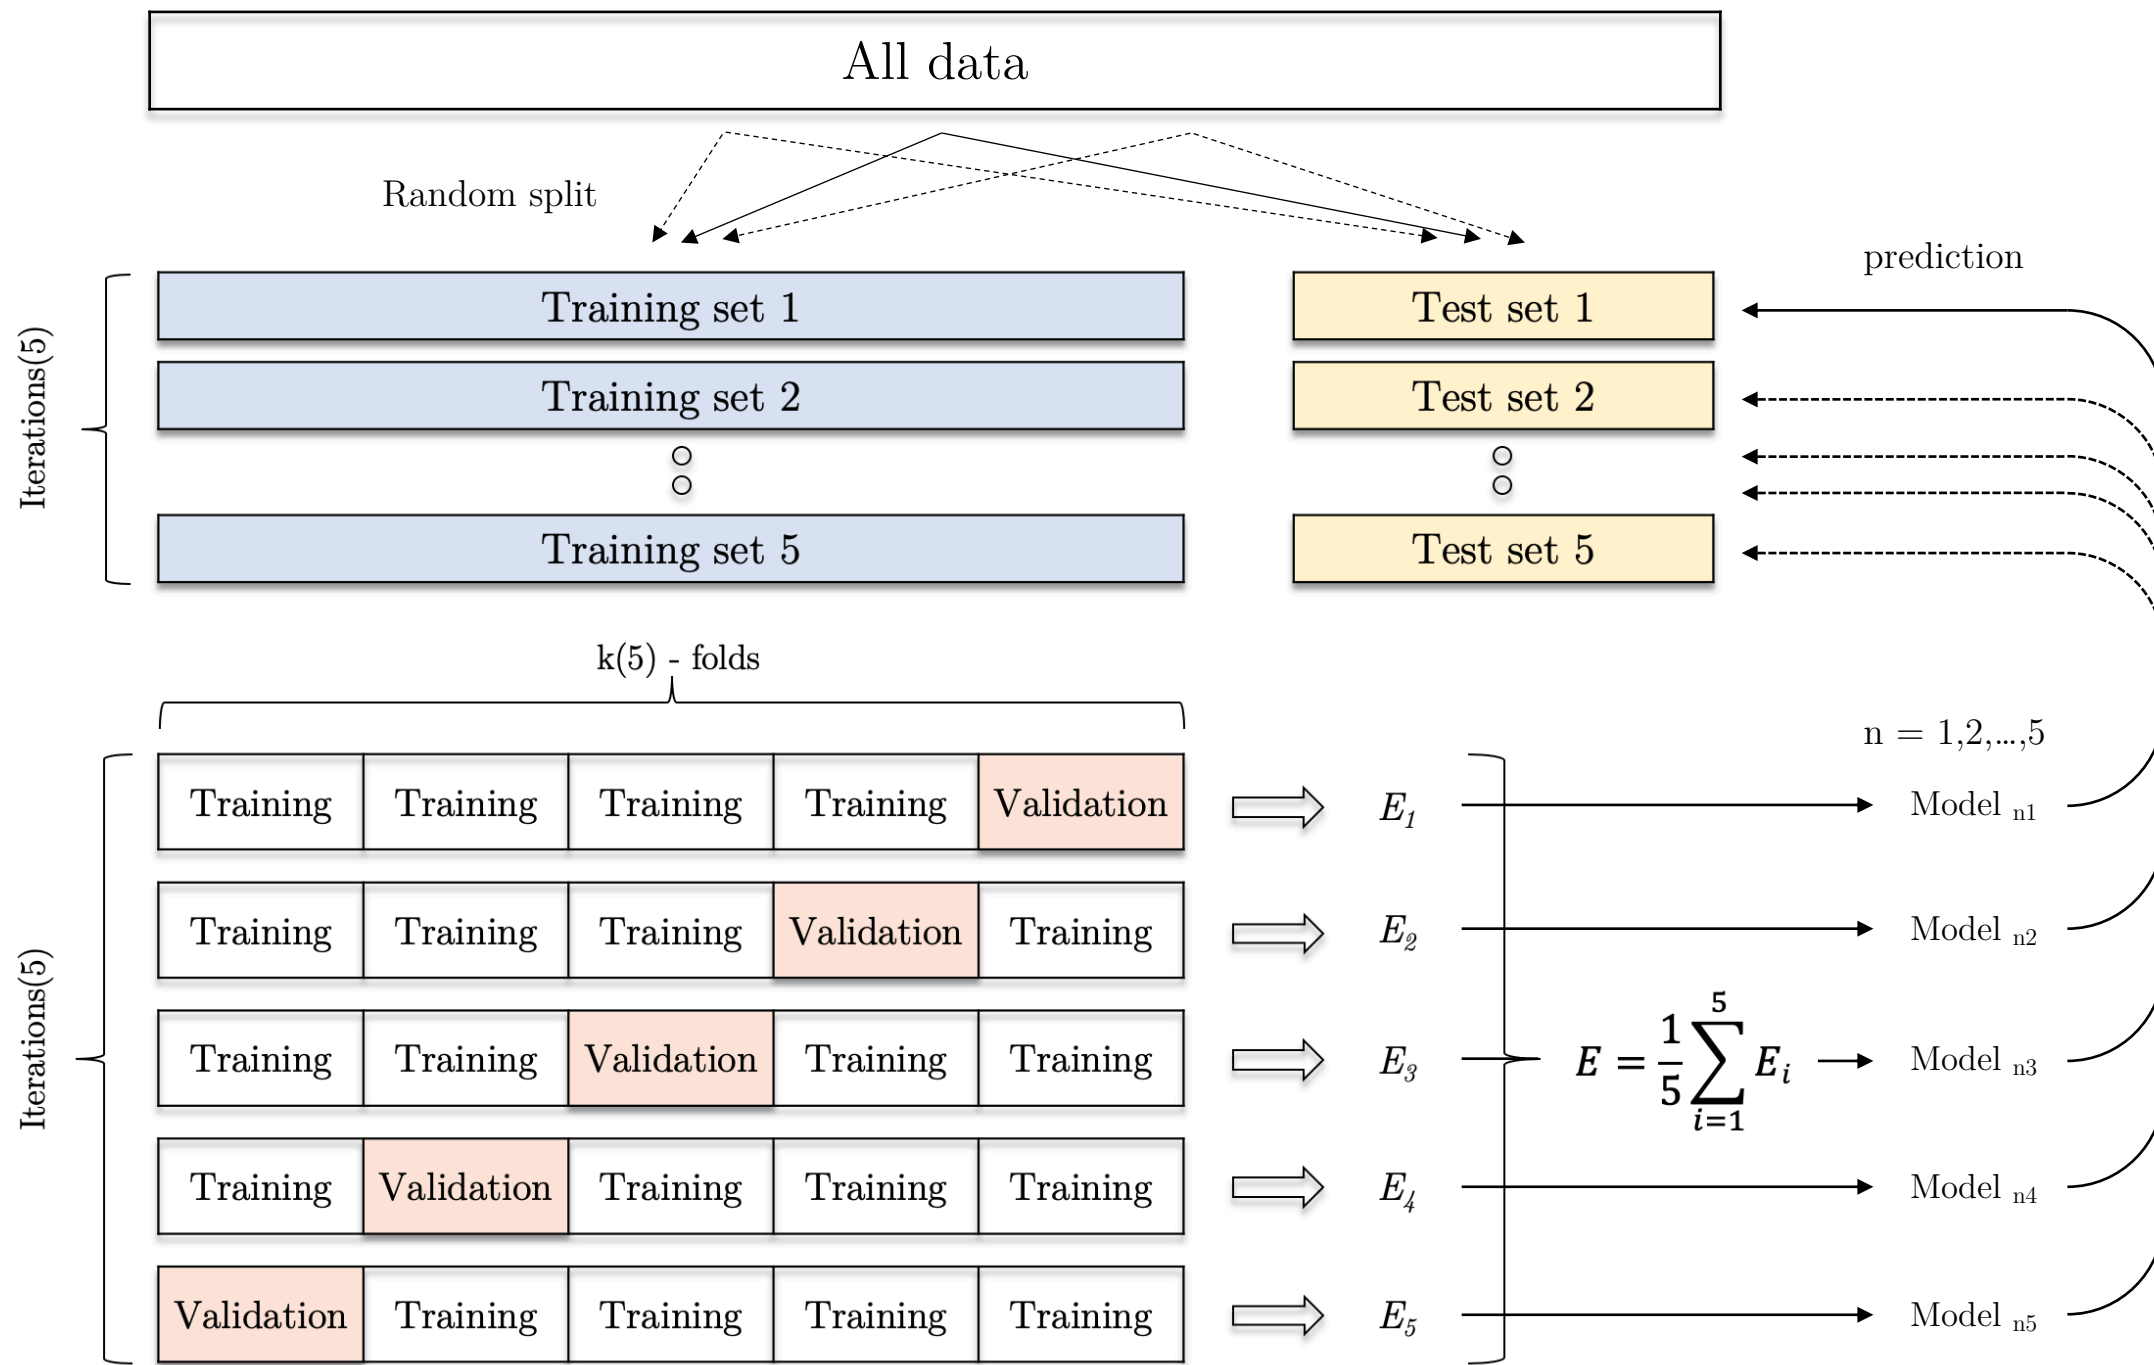 All data
Random split
prediction
Iterations(5)
Training set 1
Test set 1
Training set 2
Test set 2
Training set 5
Test set 5
k(5) - folds
n = 1,2,...,5
Iterations(5)
Training Training Training Training Validation E₁ Model n1
Training Training Training Validation Training E₂ Model n2
Training Training Validation Training Training E₃ E = 1/5 ∑ i=1 5 Eᵢ Model n3
Training Validation Training Training Training E₄ Model n4
Validation Training Training Training Training E₅ Model n5